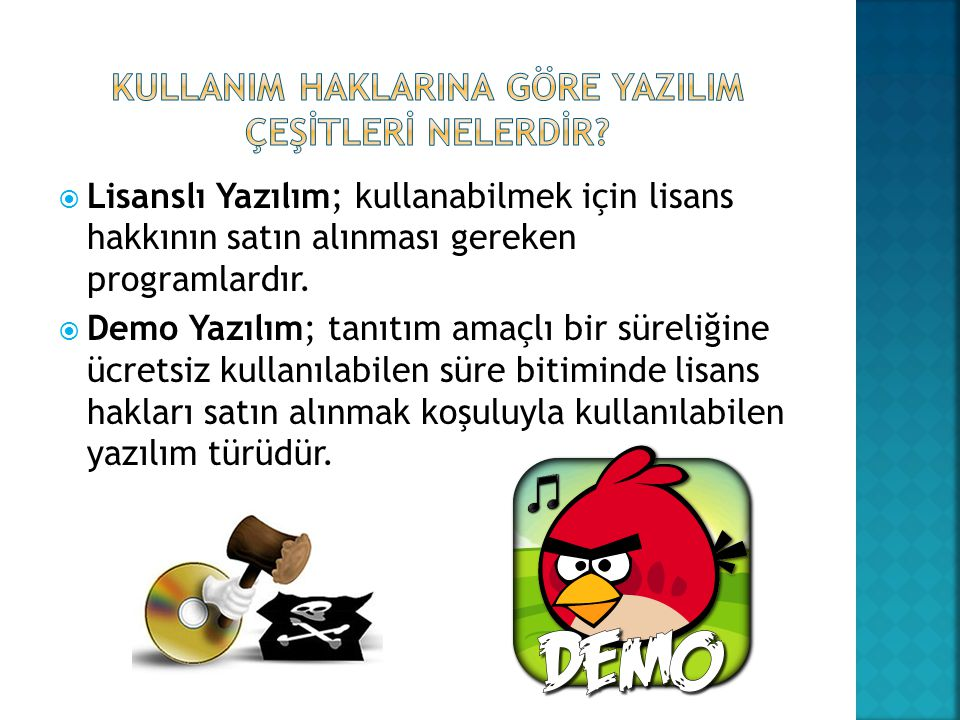 KULLANIM HAKLARINA GÖRE YAZILIM
ÇEŞİTLERİ NELERDİR?
Lisanslı Yazılım; kullanabilmek için lisans
hakkının satın alınması gereken
programlardır.
Demo Yazılım; tanıtım amaçlı bir süreliğine
ücretsiz kullanılabilen süre bitiminde lisans
hakları satın alınmak koşuluyla kullanılabilen
yazılım türüdür.
DEMO